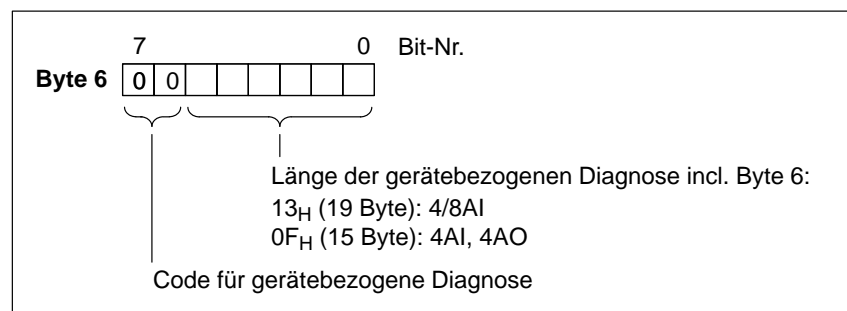 7 0 Bit-Nr.
Byte 6 0 0
Länge der gerätebezogenen Diagnose incl. Byte 6:
13H (19 Byte): 4/8AI
0FH (15 Byte): 4AI, 4AO
Code für gerätebezogene Diagnose